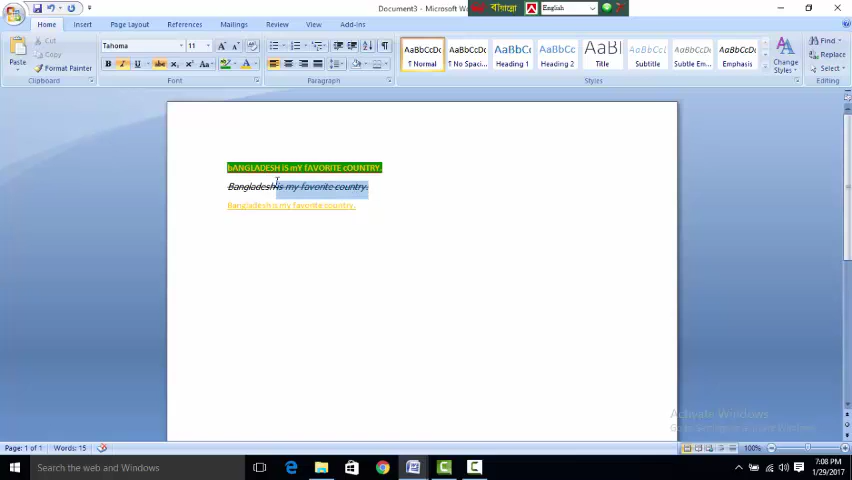 Document3 - Microsoft Wo
বাংলা
English
Home
Insert
Page Layout
References
Mailings
Review
View
Add-Ins
Paste
Cut
Copy
Format Painter
Clipboard
Tahoma
11
Font
Paragraph
AaBbCcDc
¶ Normal
AaBbCcDc
¶ No Spaci...
AaBbCc
Heading 1
AaBbCc
Heading 2
AaBl
Title
AaBbCc
Subtitle
AaBbCcDc
Subtle Em...
AaBbCcDc
Emphasis
Change
Styles
Styles
Find
Replace
Select
Editing
bANGLADESH iS mY fAVORITE cOUNTRY.
Bangladesh is my favorite country.
Bangladesh is my favorite country.
Activate Windows
Page: 1 of 1
Words: 15
100%
Search the web and Windows
7:08 PM
1/29/2017